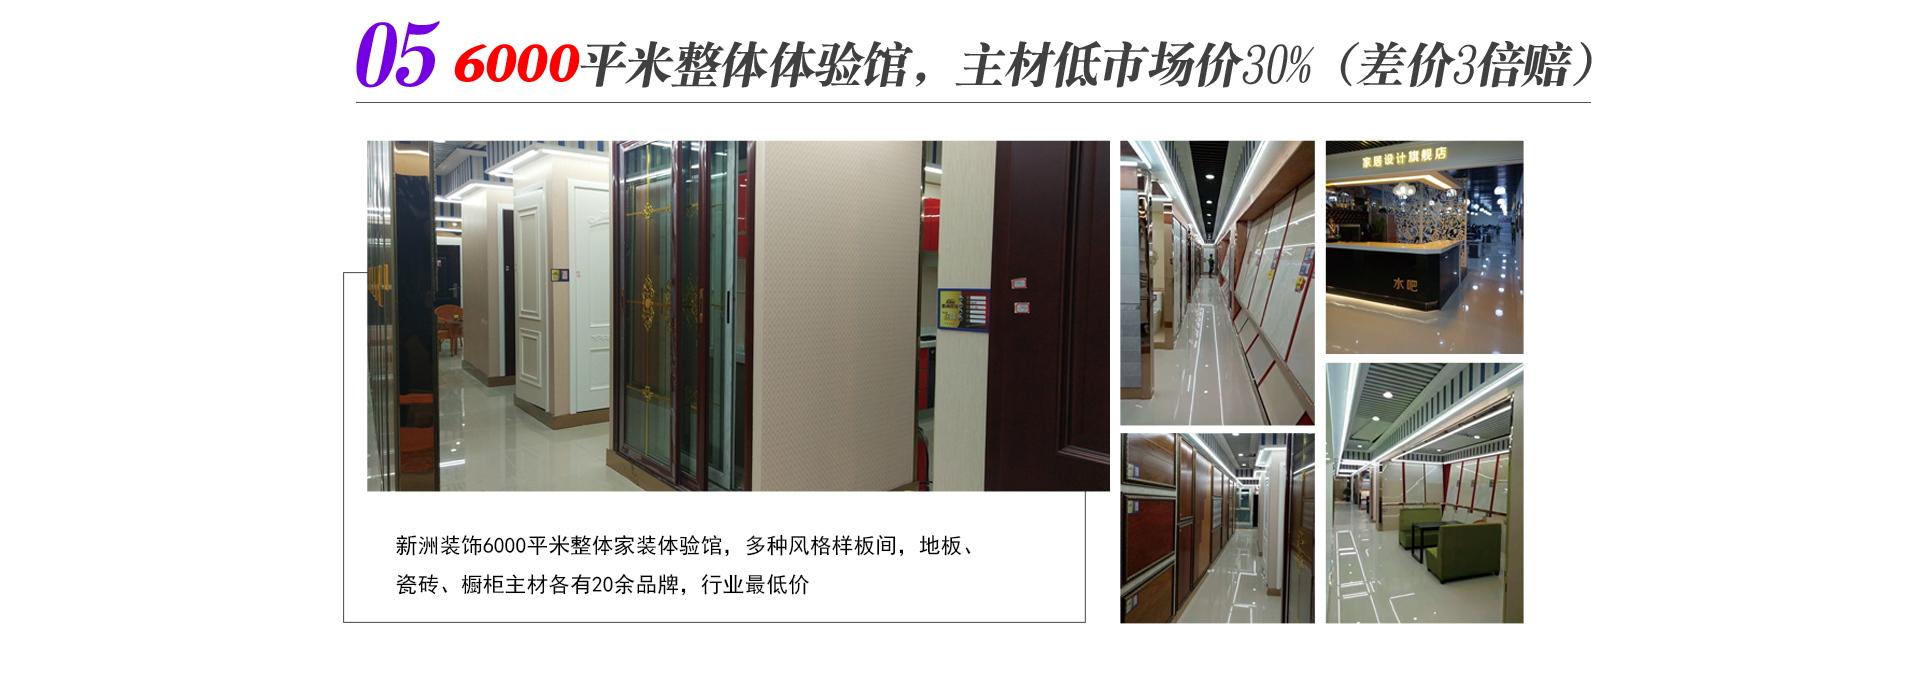 05 6000平米整体体验馆，主材低市场价30%（差价3倍赔）
家居设计旗舰店
水吧
新洲装饰6000平米整体家装体验馆，多种风格样板间，地板、
瓷砖、橱柜主材各有20余品牌，行业最低价